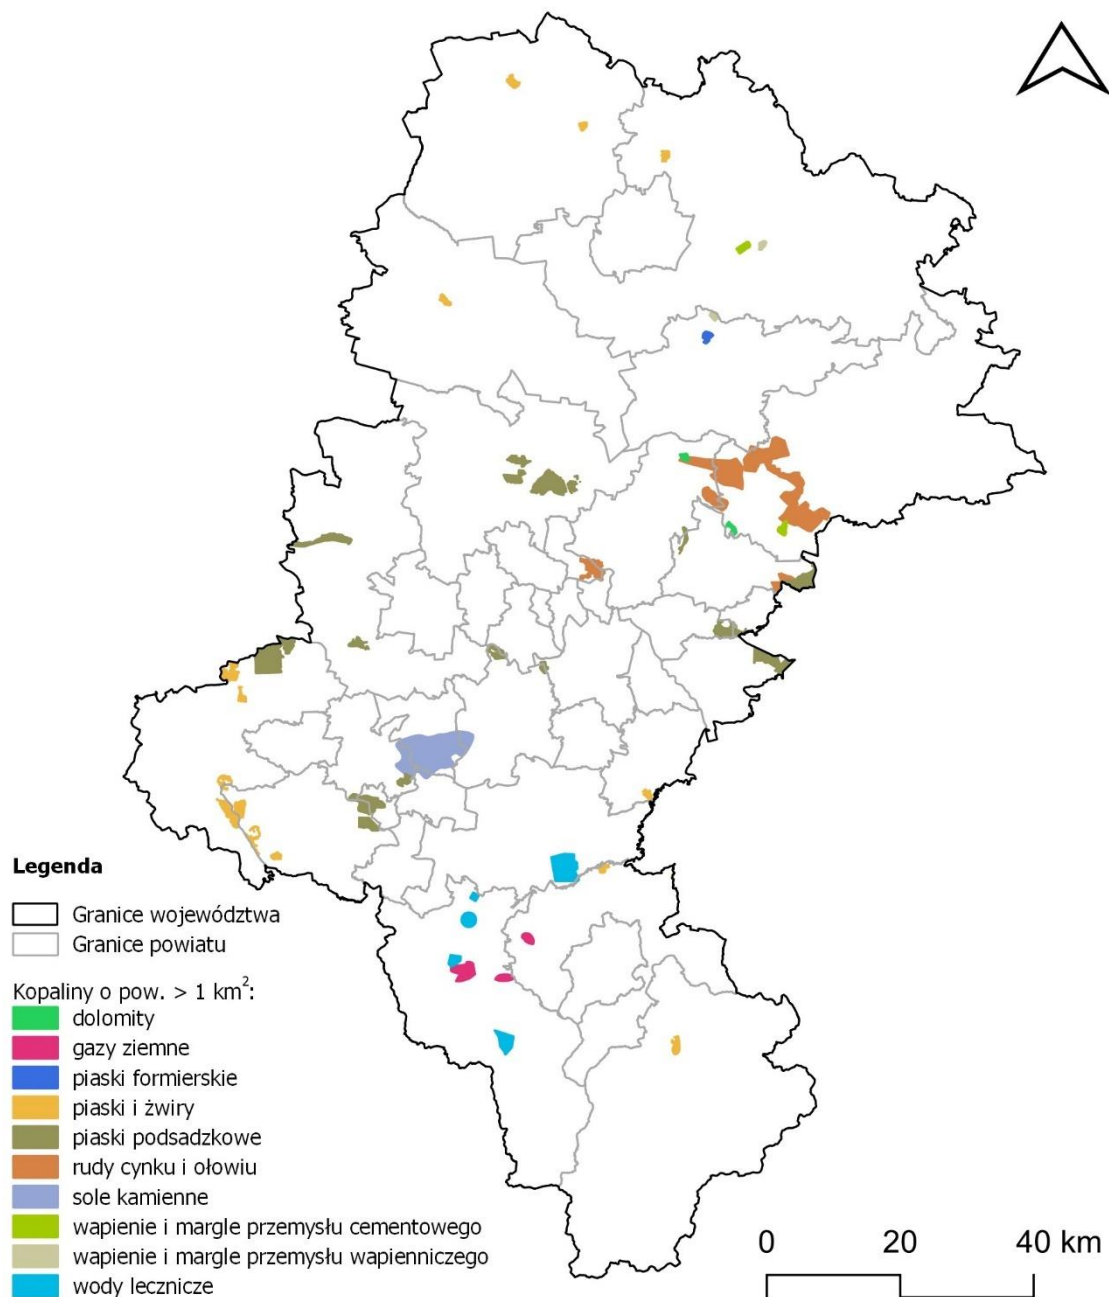 Legenda
Granice województwa
Granice powiatu
Kopaliny o pow. > 1 km²:
dolomity
gazy ziemne
piaski formierskie
piaski i żwiry
piaski podsadzkowe
rudy cynku i ołowiu
sole kamienne
wapienie i margle przemysłu cementowego
wapienie i margle przemysłu wapienniczego
wody lecznicze
0 20 40 km